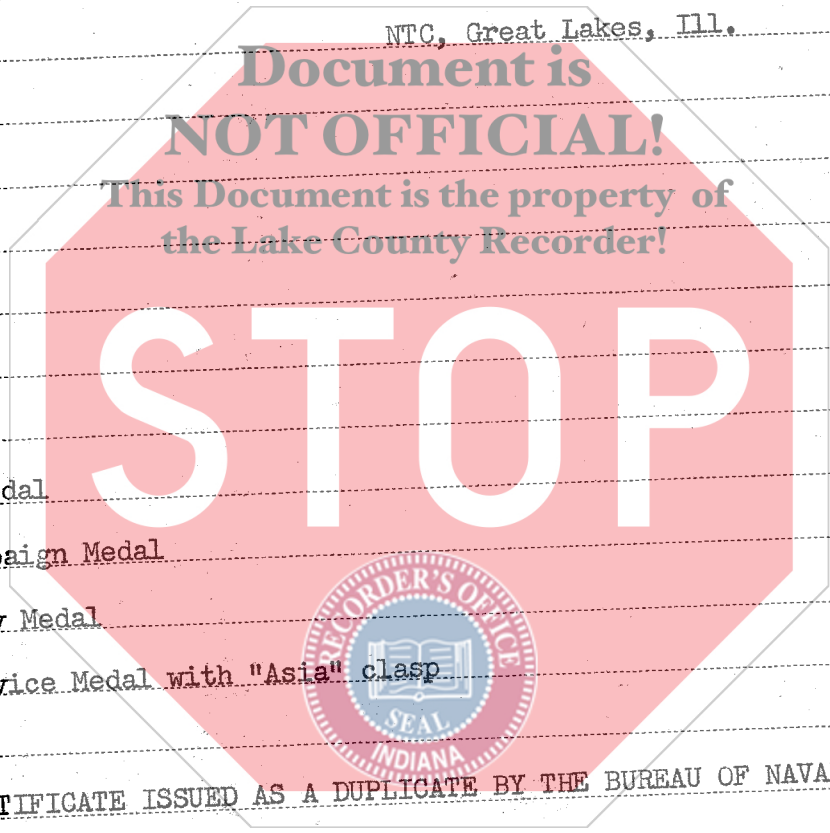 NTC, Great Lakes, Ill.
Document is
NOT OFFICIAL!
This Document is the property of
the Lake County Recorder!
STOP
dal
aign Medal
Medal
vice Medal with "Asia" clasp
RECORDER'S OFFICE
SEAL
INDIANA
TIFICATE ISSUED AS A DUPLICATE BY THE BUREAU OF NAVA